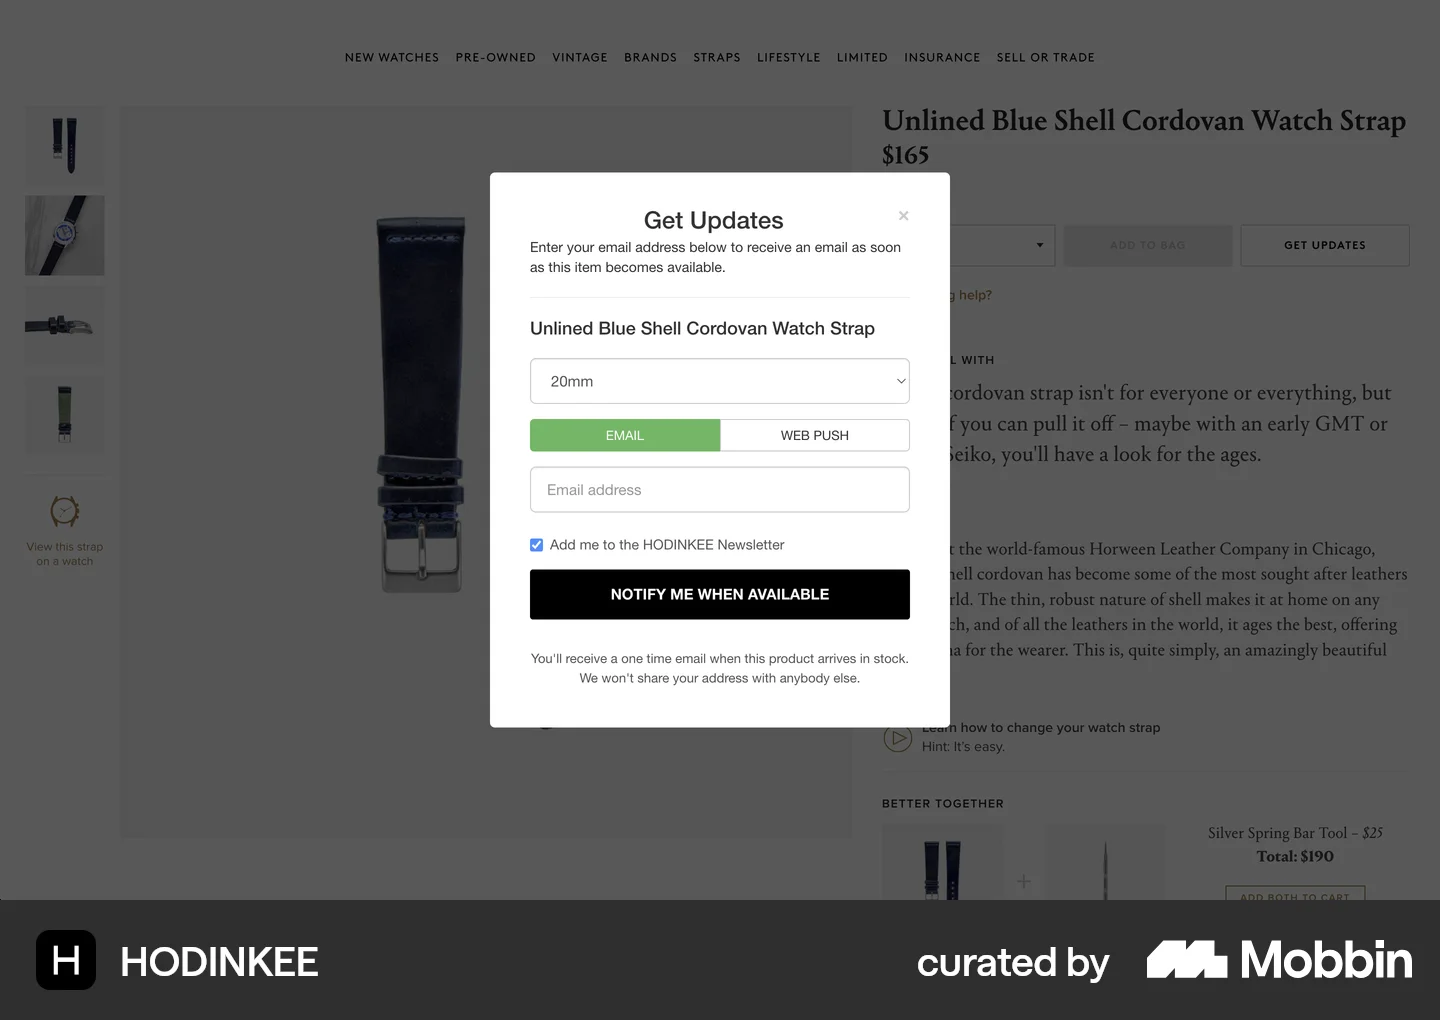 NEW WATCHES PRE-OWNED VINTAGE BRANDS STRAPS LIFESTYLE LIMITED INSURANCE SELL OR TRADE
Unlined Blue Shell Cordovan Watch Strap
$165
ADD TO BAG
GET UPDATES
g help?
L WITH
cordovan strap isn't for everyone or everything, but
f you can pull it off – maybe with an early GMT or
Seiko, you'll have a look for the ages.
t the world-famous Horween Leather Company in Chicago,
hell cordovan has become some of the most sought after leathers
rld. The thin, robust nature of shell makes it at home on any
ch, and of all the leathers in the world, it ages the best, offering
na for the wearer. This is, quite simply, an amazingly beautiful
Learn how to change your watch strap
Hint: It's easy.
BETTER TOGETHER
Silver Spring Bar Tool – $25
Total: $190
ADD BOTH TO CART
View this strap
on a watch
Get Updates
×
Enter your email address below to receive an email as soon
as this item becomes available.
Unlined Blue Shell Cordovan Watch Strap
20mm
EMAIL
WEB PUSH
Email address
Add me to the HODINKEE Newsletter
NOTIFY ME WHEN AVAILABLE
You'll receive a one time email when this product arrives in stock.
We won't share your address with anybody else.
H HODINKEE
curated by Mobbin